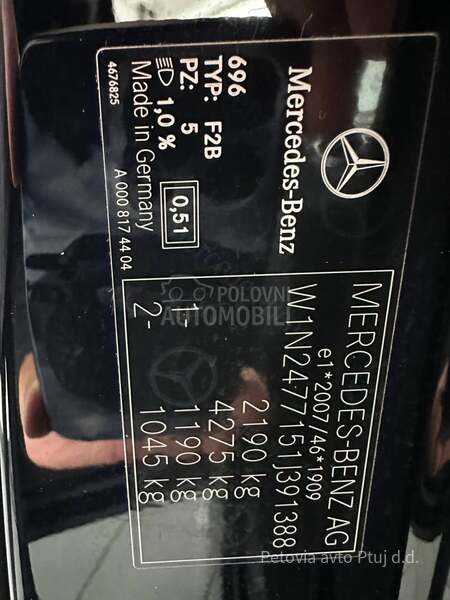 Mercedes-Benz
696
TYP: F2B
PZ: 5
1,0 %
0,51
Made in Germany
4676825
A 000 817 44 04
MERCEDES-BENZ AG
e1*2007/46*1909
W1N2477151J391388
2190 kg
4275 kg
1- 1190 kg
2- 1045 kg
POLOVNI
AUTOMOBILI
Petovia avto Ptuj d.d.